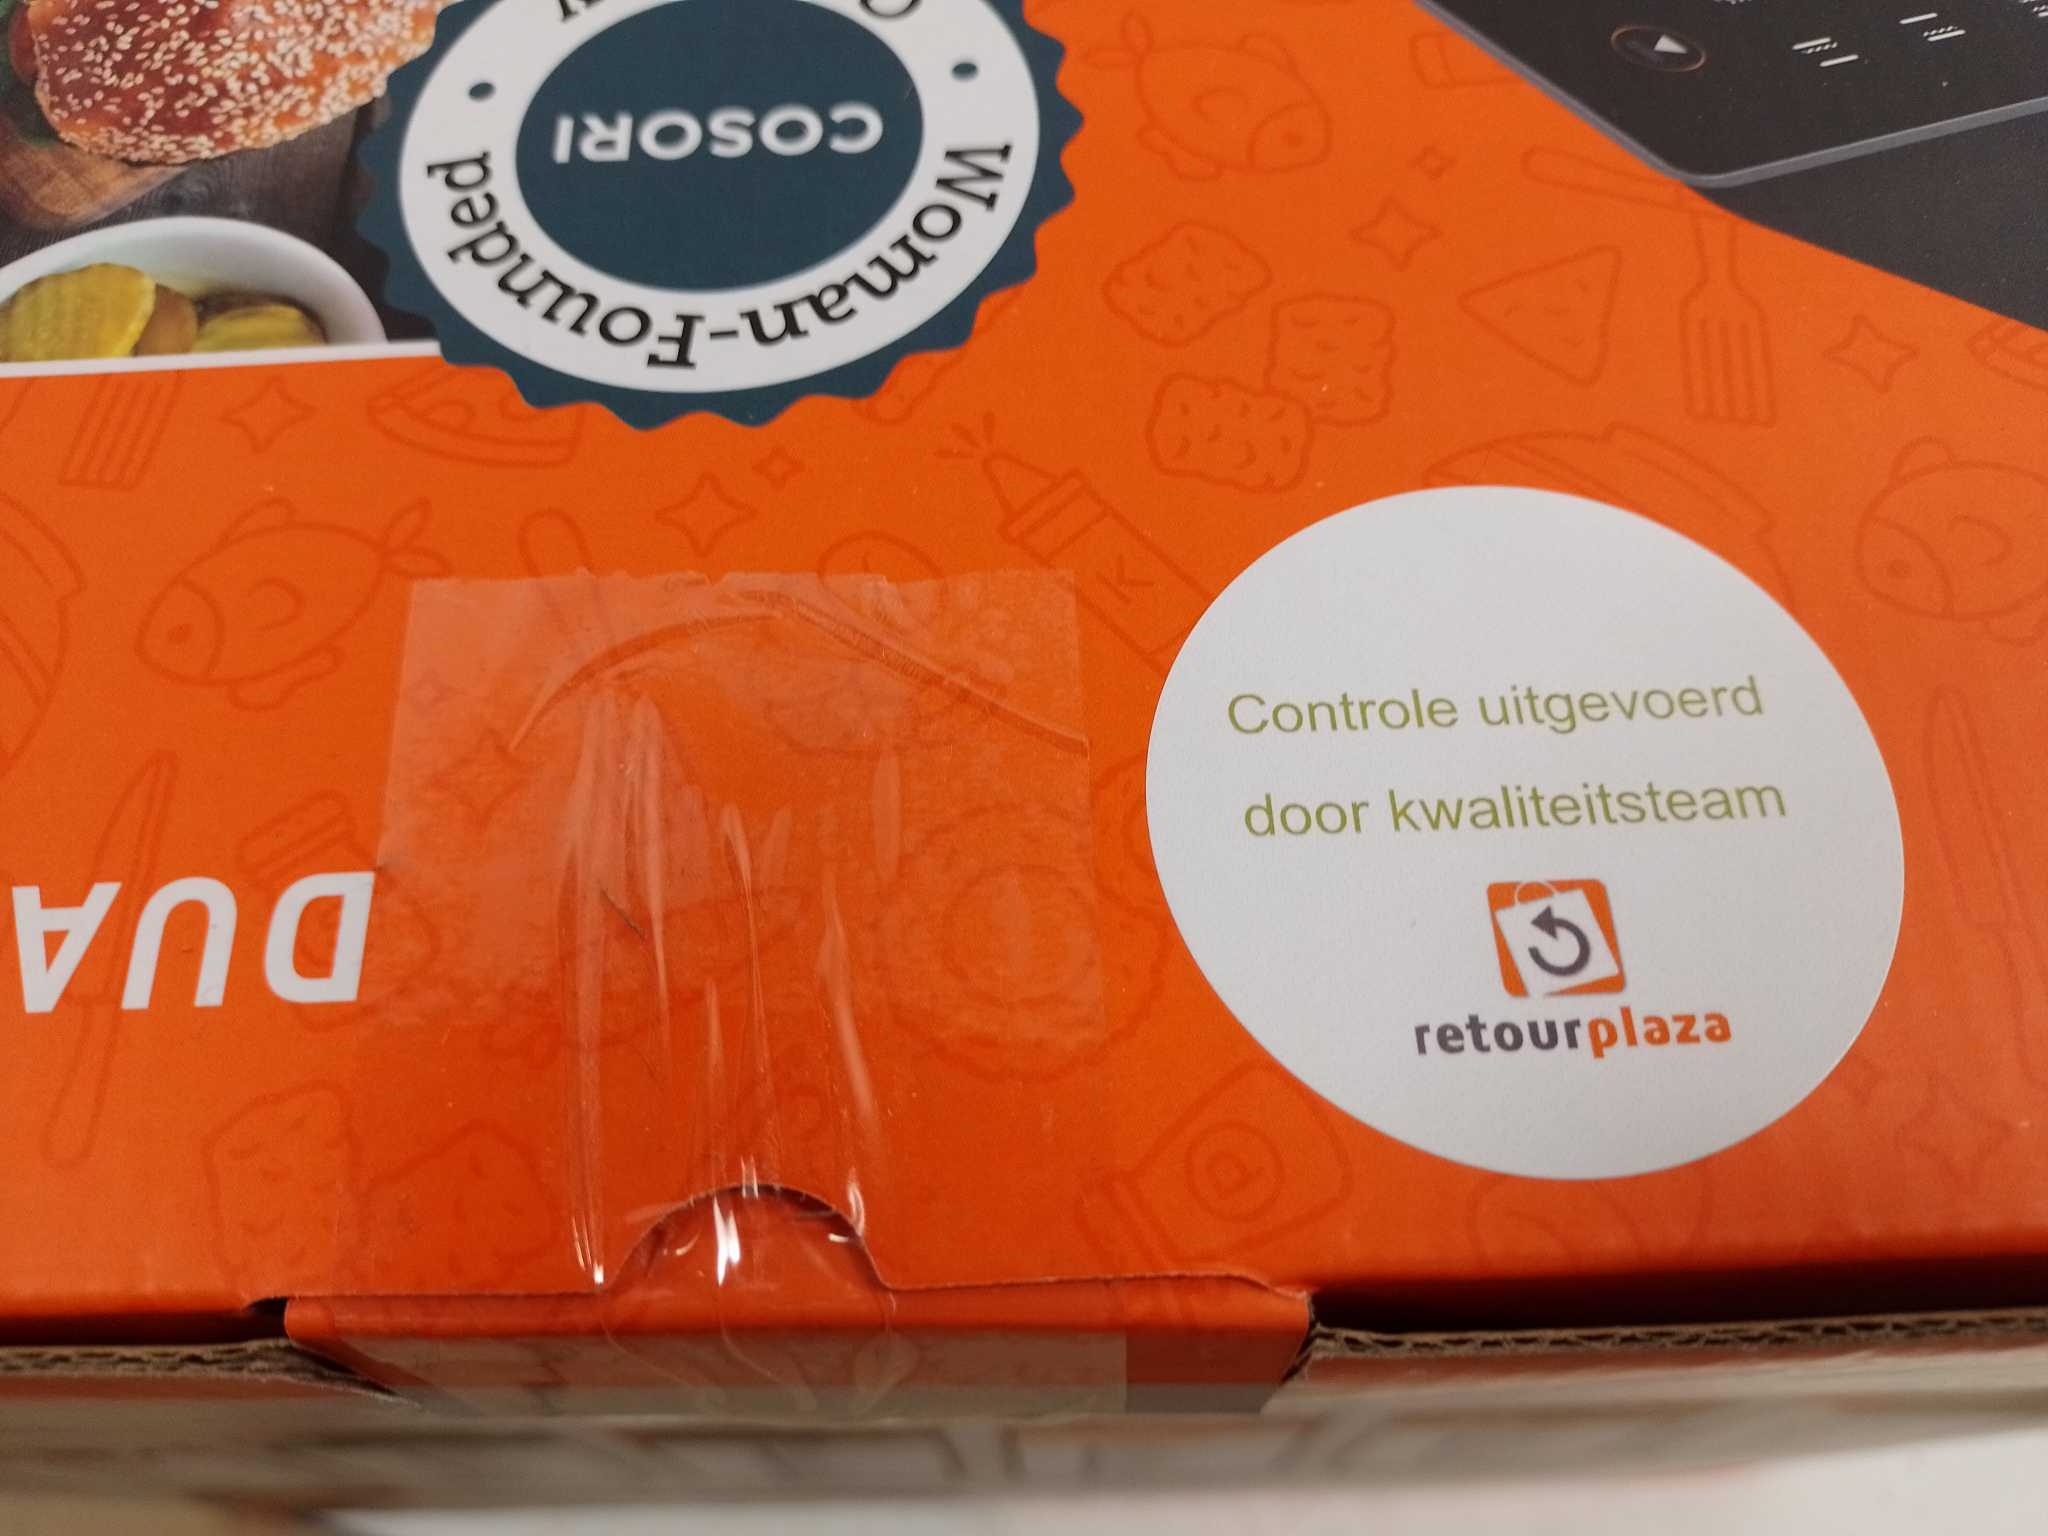 COSORI
Woman-Founded
DUA
K
Controle uitgevoerd
door kwaliteitsteam
retourplaza